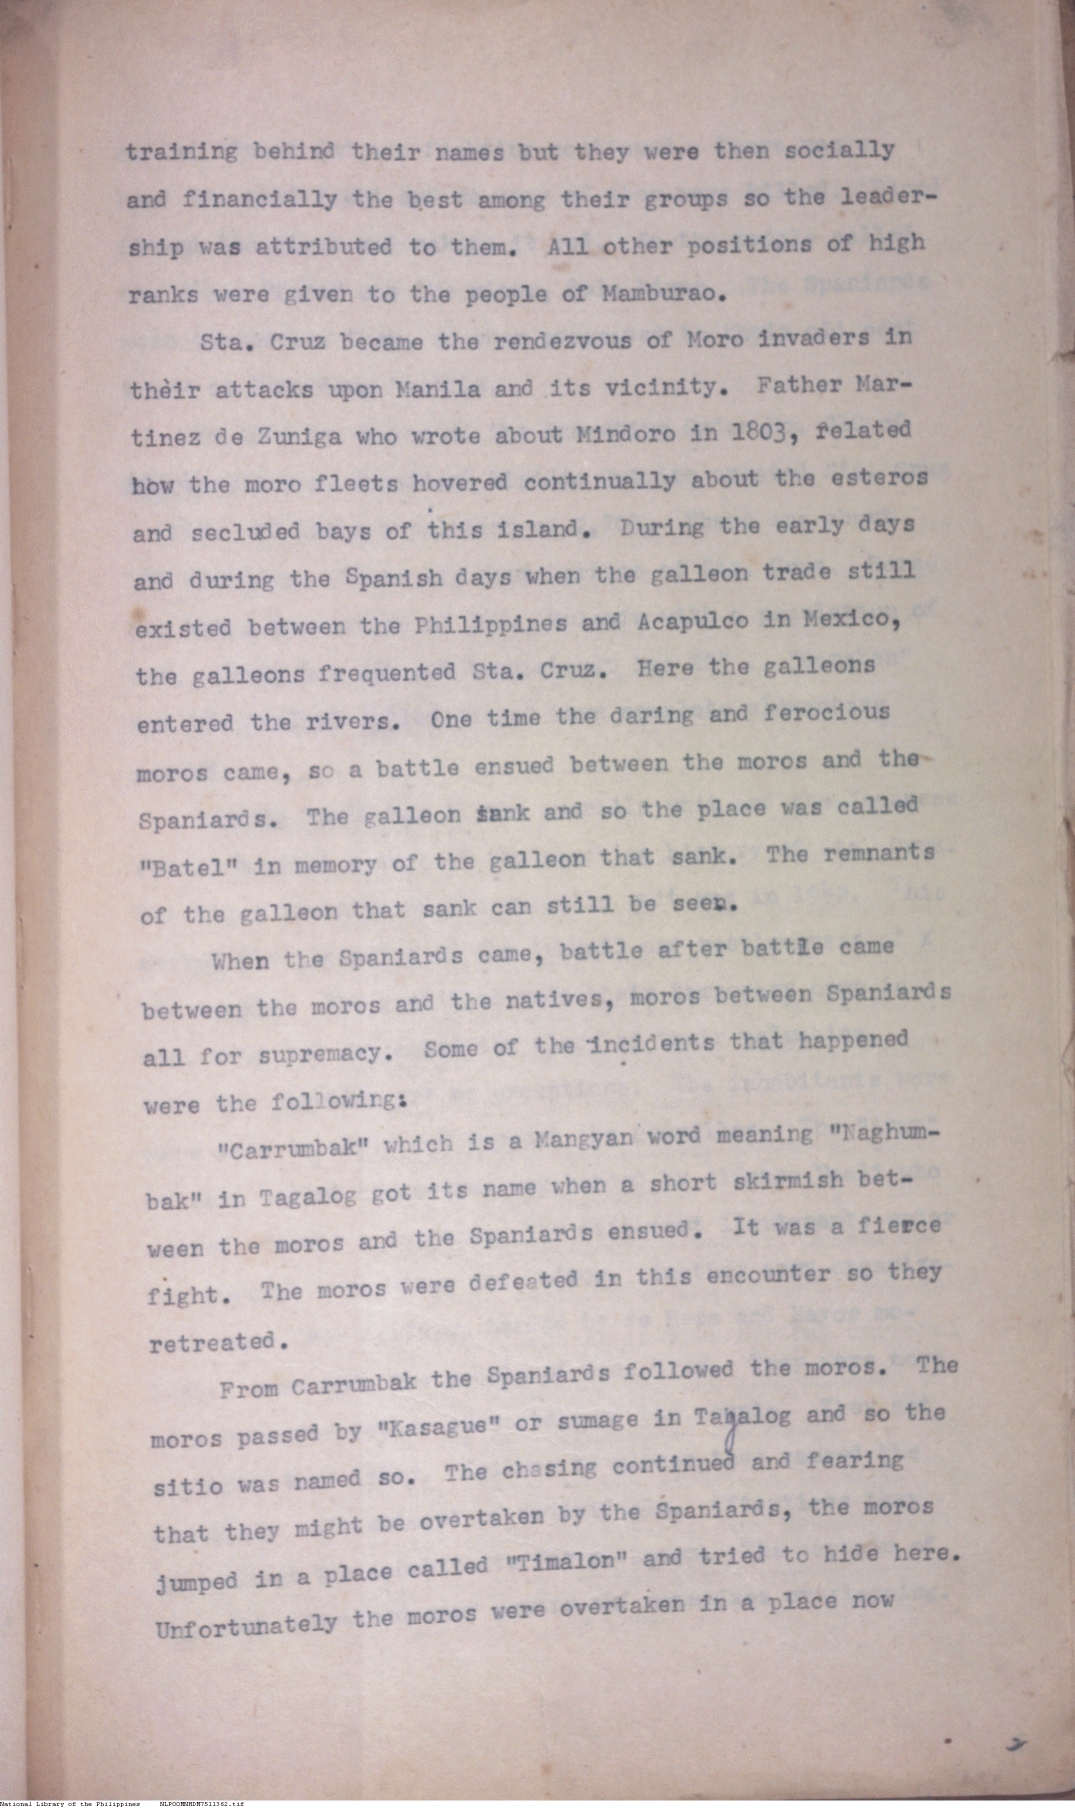 training behind their names but they were then socially
and financially the best among their groups so the leader-
ship was attributed to them.  All other positions of high
ranks were given to the people of Mamburao.
Sta. Cruz became the rendezvous of Moro invaders in
their attacks upon Manila and its vicinity.  Father Mar-
tinez de Zuniga who wrote about Mindoro in 1803, related
how the moro fleets hovered continually about the esteros
and secluded bays of this island.  During the early days
and during the Spanish days when the galleon trade still
existed between the Philippines and Acapulco in Mexico,
the galleons frequented Sta. Cruz.  Here the galleons
entered the rivers.  One time the daring and ferocious
moros came, so a battle ensued between the moros and the
Spaniards.  The galleon sank and so the place was called
"Batel" in memory of the galleon that sank.  The remnants
of the galleon that sank can still be seen.
When the Spaniards came, battle after battle came
between the moros and the natives, moros between Spaniards
all for supremacy.  Some of the incidents that happened
were the following:
"Carrumbak" which is a Mangyan word meaning "Naghum-
bak" in Tagalog got its name when a short skirmish bet-
ween the moros and the Spaniards ensued.  It was a fierce
fight.  The moros were defeated in this encounter so they
retreated.
From Carrumbak the Spaniards followed the moros.  The
moros passed by "Kasague" or sumage in Tagalog and so the
sitio was named so.  The chasing continued and fearing
that they might be overtaken by the Spaniards, the moros
jumped in a place called "Timalon" and tried to hide here.
Unfortunately the moros were overtaken in a place now
2
National Library of the Philippines NLPOOMNHDM7511362.tif